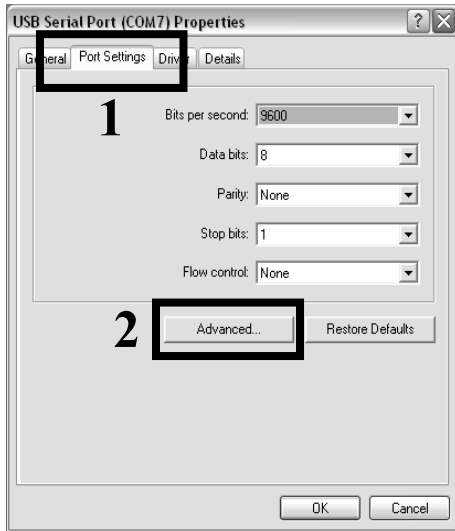 USB Serial Port (COM7) Properties
General Port Settings Driver Details
1
Bits per second: 9600
Data bits: 8
Parity: None
Stop bits: 1
Flow control: None
2
Advanced... Restore Defaults
OK Cancel